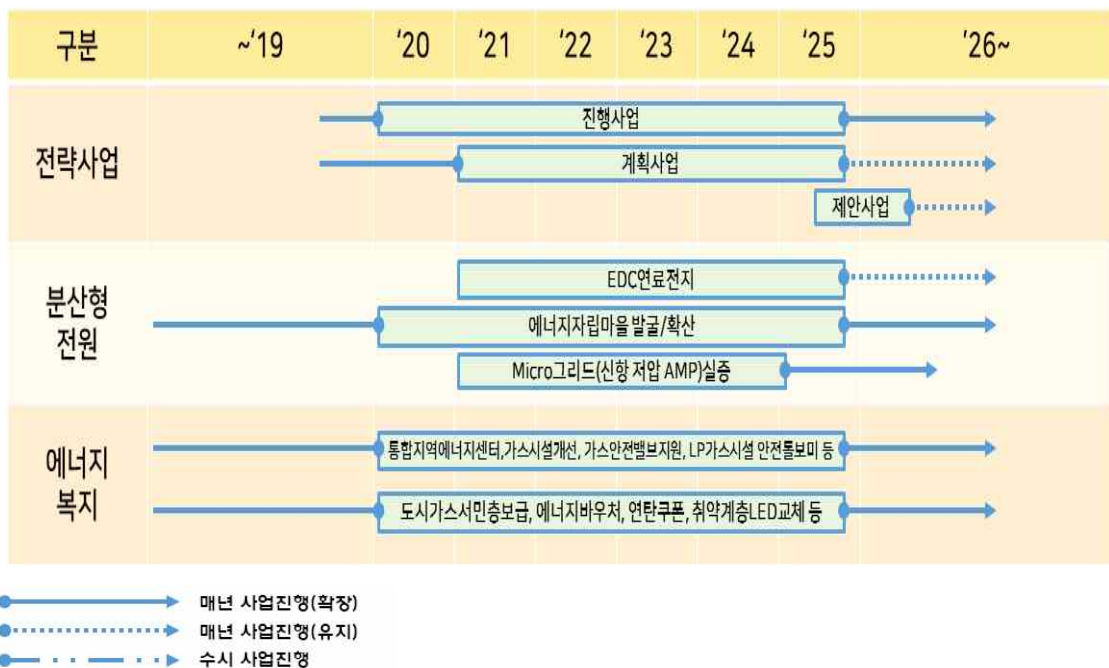 구분 ~‘19 ‘20 ‘21 ‘22 ‘23 ‘24 ‘25 ‘26~
전략사업
진행사업
계획사업
제안사업
분산형
전원
EDC연료전지
에너지자립마을 발굴/확산
Micro그리드(신항 저압 AMP)실증
에너지
복지
통합지역에너지센터,가스시설개선, 가스안전밸브지원, LP가스시설 안전톨보미 등
도시가스서민층보급, 에너지바우처, 연탄쿠폰, 취약계층LED교체 등
매년 사업진행(확장)
매년 사업진행(유지)
수시 사업진행